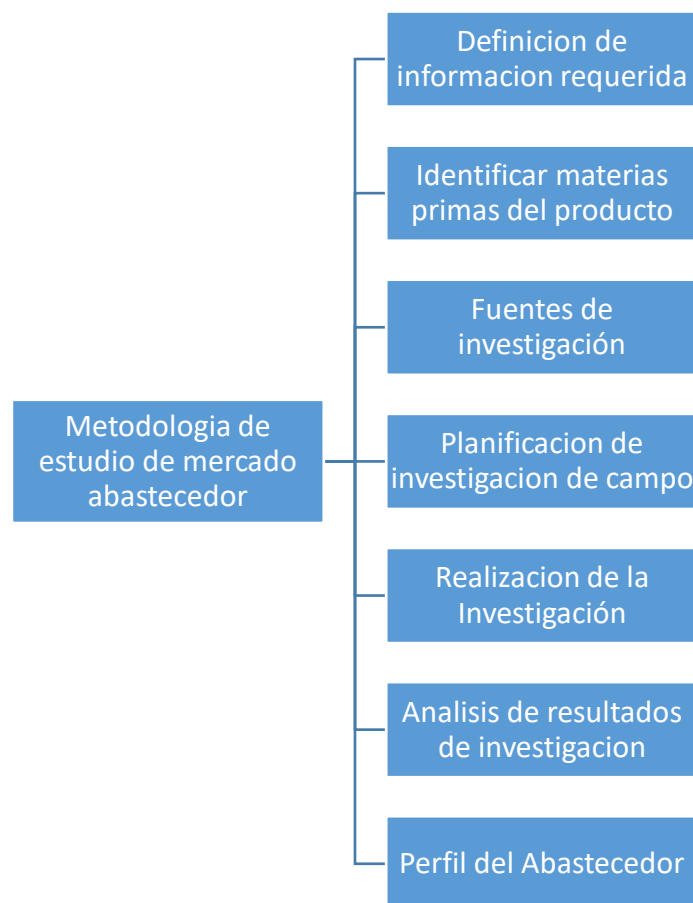 Definicion de
informacion requerida
Identificar materias
primas del producto
Fuentes de
investigación
Metodologia de
estudio de mercado
abastecedor
Planificacion de
investigacion de campo
Realizacion de la
Investigación
Analisis de resultados
de investigacion
Perfil del Abastecedor